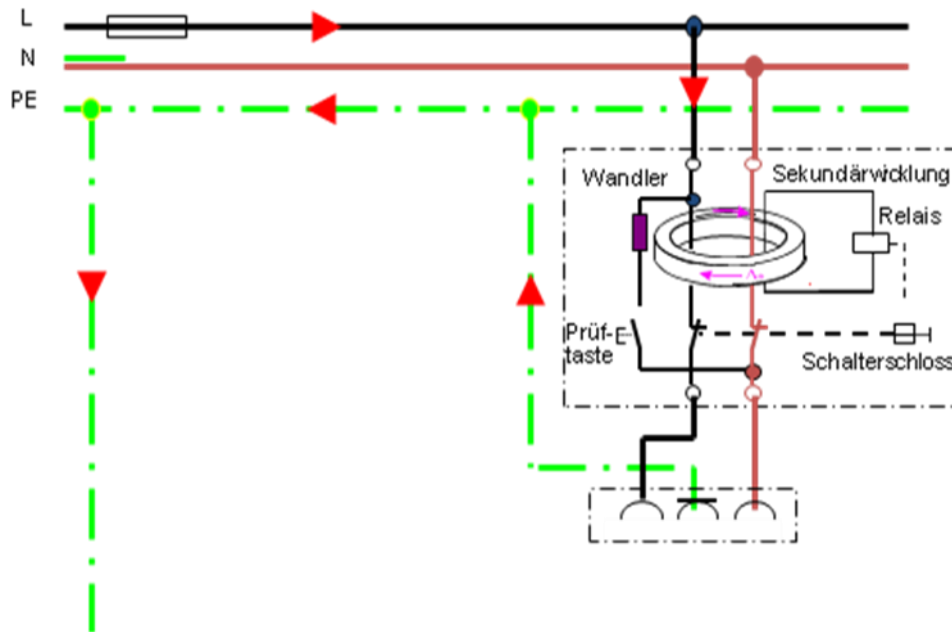 L
N
PE
Wandler
Sekundärwicklung
Relais
Prüf-
taste
Schalterschloss